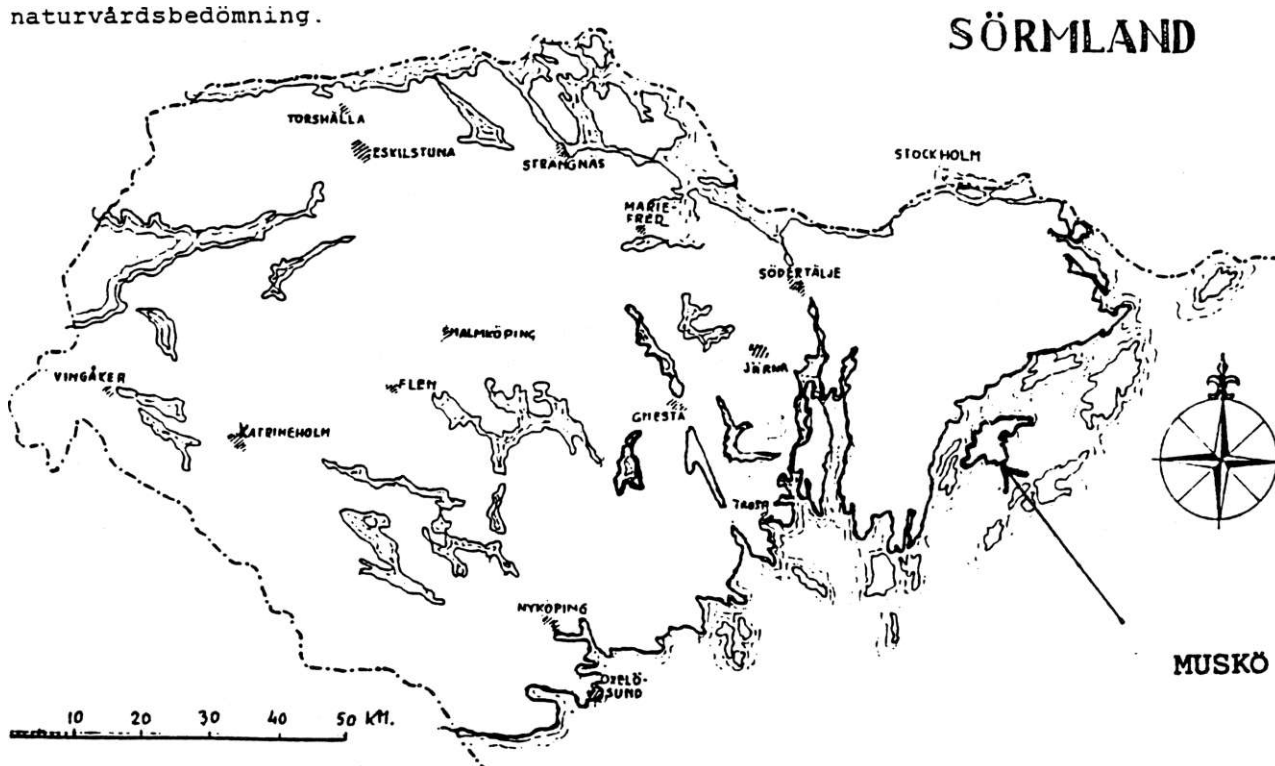 naturvårdsbedömning.
SÖRMLAND
TORSHÄLLA
ESKILSTUNA
STRÄNGNÄS
STOCKHOLM
MARIE-
FRED
SÖDERTÄLJE
MALMKÖPING
JÄRNA
VINGÅKER
FLEN
GNESTA
KATRINEHOLM
TROSA
NYKÖPING
MUSKÖ
OXELÖ-
SUND
10 20 30 40 50 KM.